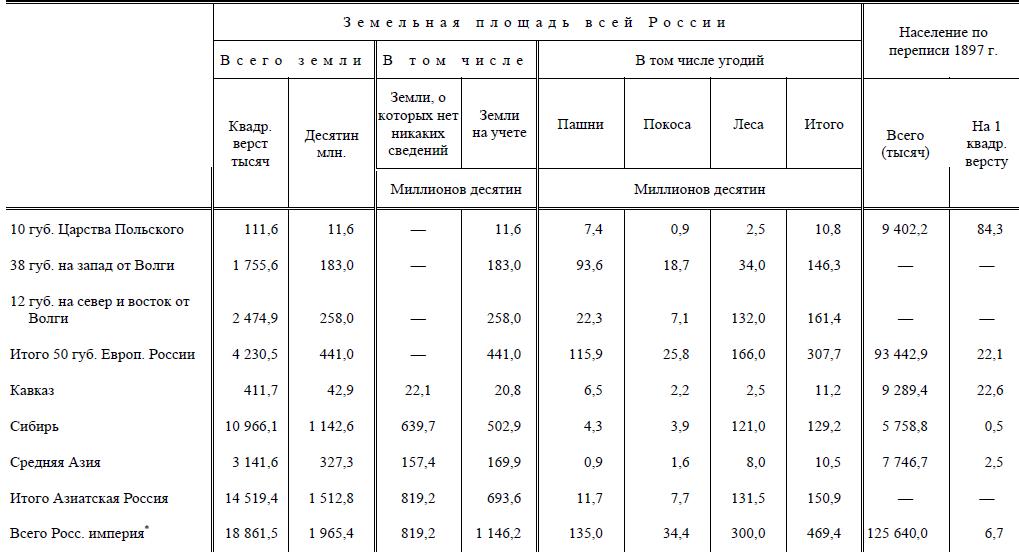 Земельная площадь всей России
Население по
переписи 1897 г.
Всего земли
В том числе
В том числе угодий
Квадр.
верст
тысяч
Десятин
млн.
Земли, о
которых нет
никаких
сведений
Земли
на учете
Пашни
Покоса
Леса
Итого
Всего
(тысяч)
На 1
квадр.
версту
Миллионов десятин
Миллионов десятин
10 губ. Царства Польского 111,6 11,6 — 11,6 7,4 0,9 2,5 10,8 9 402,2 84,3
38 губ. на запад от Волги 1 755,6 183,0 — 183,0 93,6 18,7 34,0 146,3 — —
12 губ. на север и восток от
Волги 2 474,9 258,0 — 258,0 22,3 7,1 132,0 161,4 — —
Итого 50 губ. Европ. России 4 230,5 441,0 — 441,0 115,9 25,8 166,0 307,7 93 442,9 22,1
Кавказ 411,7 42,9 22,1 20,8 6,5 2,2 2,5 11,2 9 289,4 22,6
Сибирь 10 966,1 1 142,6 639,7 502,9 4,3 3,9 121,0 129,2 5 758,8 0,5
Средняя Азия 3 141,6 327,3 157,4 169,9 0,9 1,6 8,0 10,5 7 746,7 2,5
Итого Азиатская Россия 14 519,4 1 512,8 819,2 693,6 11,7 7,7 131,5 150,9 — —
Всего Росс. империя* 18 861,5 1 965,4 819,2 1 146,2 135,0 34,4 300,0 469,4 125 640,0 6,7